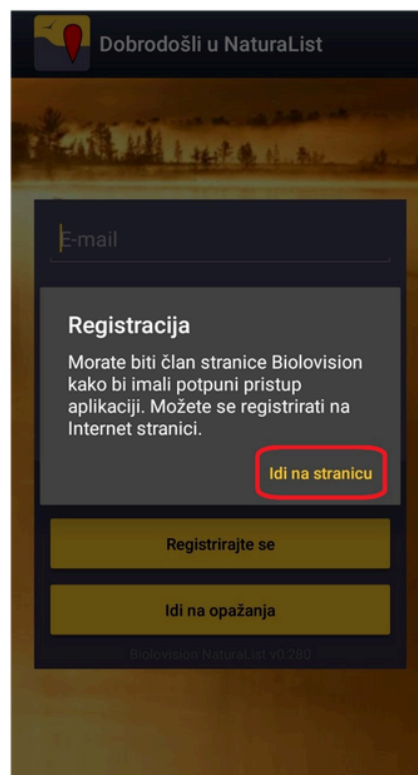 Dobrodošli u NaturaList
E-mail
Registracija
Morate biti član stranice Biolovision
kako bi imali potpuni pristup
aplikaciji. Možete se registrirati na
Internet stranici.
Idi na stranicu
Registrirajte se
Idi na opažanja
Biolovision NaturaList v0.280